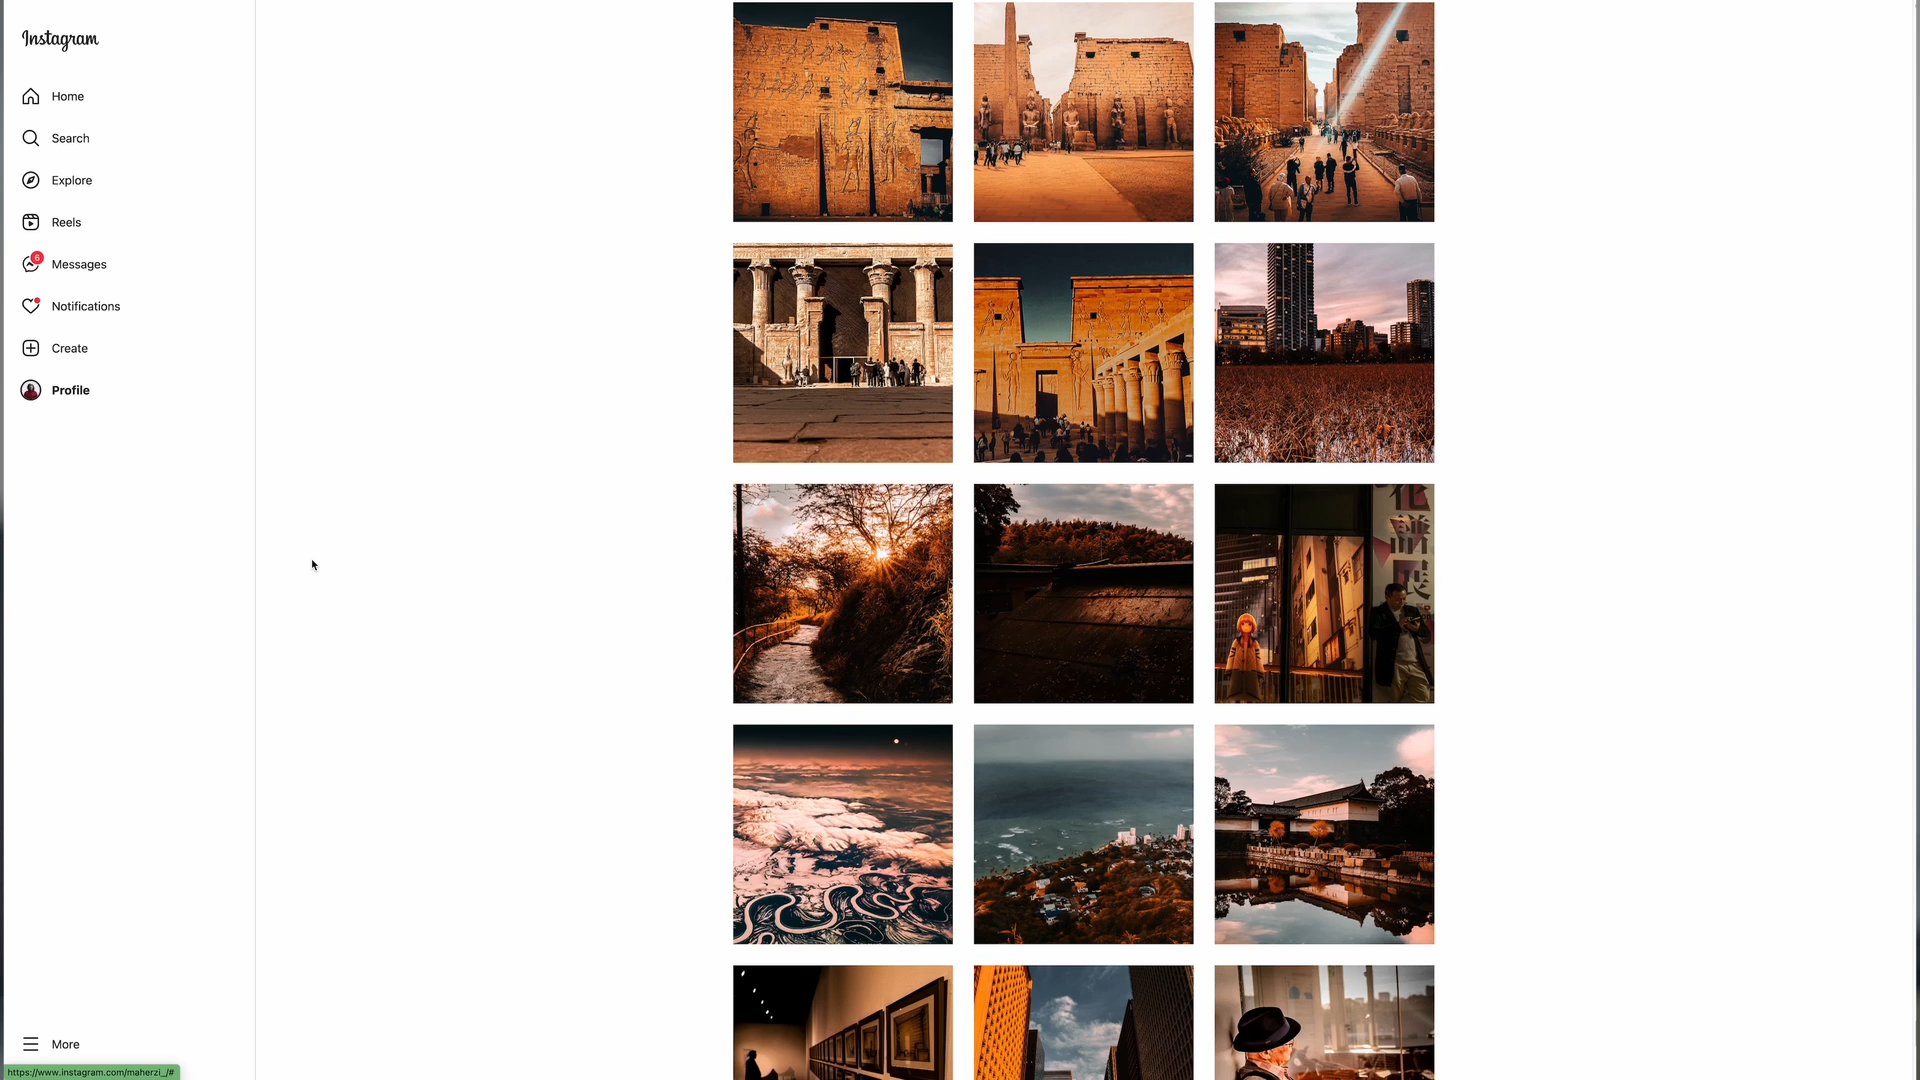 Instagram
Home
Search
Explore
Reels
6
Messages
Notifications
Create
Profile
More
https://www.instagram.com/maherzi_/#